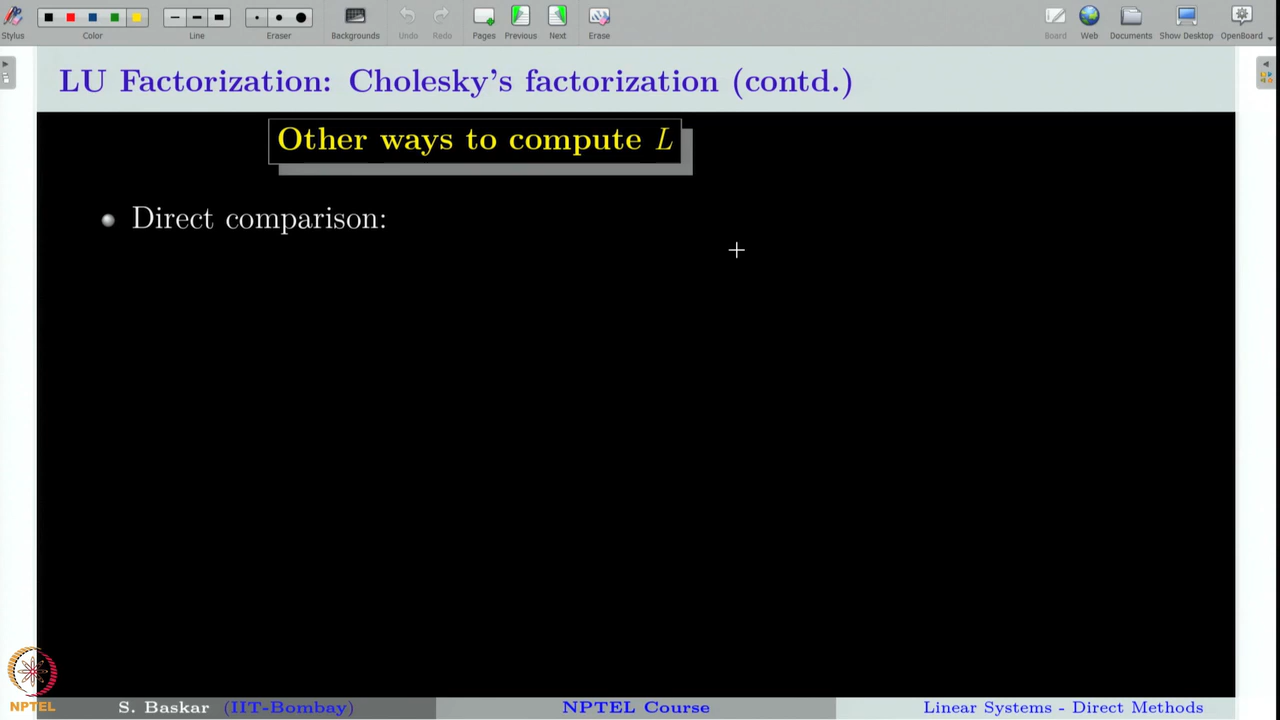 Stylus Color Line Eraser Backgrounds Undo Redo Pages Previous Next Erase Board Web Documents Show Desktop OpenBoard
LU Factorization: Cholesky's factorization (contd.)
Other ways to compute L
Direct comparison:
NPTEL
S. Baskar (IIT-Bombay) NPTEL Course Linear Systems - Direct Methods